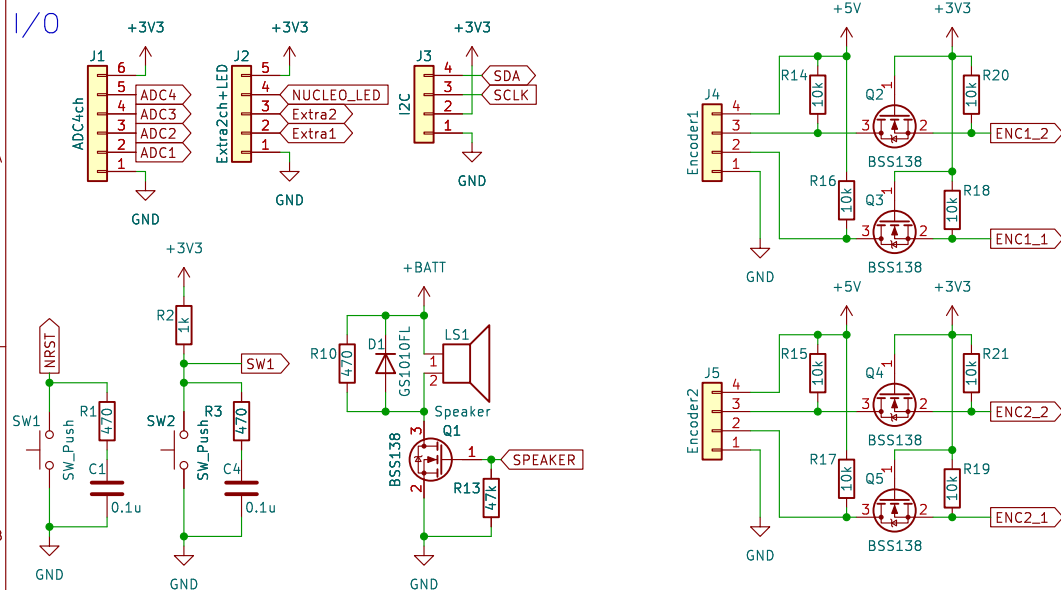 I/O
+3V3
J1
ADC4ch
6
5 ADC4
4 ADC3
3 ADC2
2 ADC1
1
GND
+3V3
J2
Extra2ch+LED
5
4 NUCLEO_LED
3 Extra2
2 Extra1
1
GND
+3V3
J3
I2C
4 SDA
3 SCLK
2
1
GND
+5V
+3V3
J4
Encoder1
4
3
2
1
GND
R14
10k
R16
10k
Q2
1
3
2
BSS138
R20
10k
ENC1_2
Q3
1
3
2
BSS138
R18
10k
ENC1_1
NRST
SW1
SW_Push
R1
470
C1
0.1u
GND
+3V3
R2
1k
SW1
SW2
SW_Push
R3
470
C4
0.1u
GND
+BATT
R10
470
D1
GS1010FL
LS1
1
2
Speaker
Q1
BSS138
3
1
2
SPEAKER
R13
47k
GND
+5V
+3V3
J5
Encoder2
4
3
2
1
GND
R15
10k
R17
10k
Q4
1
3
2
BSS138
R21
10k
ENC2_2
Q5
1
3
2
BSS138
R19
10k
ENC2_1